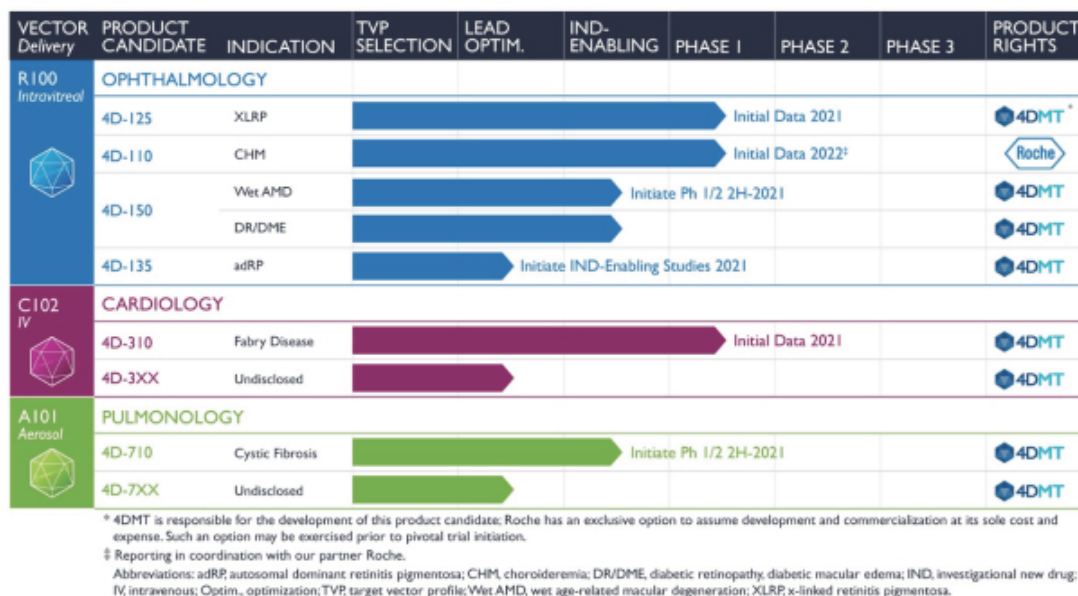 VECTOR Delivery PRODUCT CANDIDATE INDICATION TVP SELECTION LEAD OPTIM. IND-ENABLING PHASE 1 PHASE 2 PHASE 3 PRODUCT RIGHTS
R100 Intravitreal OPHTHALMOLOGY
4D-125 XLRP Initial Data 2021 4DMT *
4D-110 CHM Initial Data 2022‡ Roche
4D-150 Wet AMD Initiate Ph 1/2 2H-2021 4DMT
DR/DME 4DMT
4D-135 adRP Initiate IND-Enabling Studies 2021 4DMT
C102 IV CARDIOLOGY
4D-310 Fabry Disease Initial Data 2021 4DMT
4D-3XX Undisclosed 4DMT
A101 Aerosol PULMONOLOGY
4D-710 Cystic Fibrosis Initiate Ph 1/2 2H-2021 4DMT
4D-7XX Undisclosed 4DMT
* 4DMT is responsible for the development of this product candidate; Roche has an exclusive option to assume development and commercialization at its sole cost and
expense. Such an option may be exercised prior to pivotal trial initiation.
‡ Reporting in coordination with our partner Roche.
Abbreviations: adRP, autosomal dominant retinitis pigmentosa; CHM, choroideremia; DR/DME, diabetic retinopathy, diabetic macular edema; IND, investigational new drug;
IV, intravenous; Optim., optimization; TVP, target vector profile; Wet AMD, wet age-related macular degeneration; XLRP, x-linked retinitis pigmentosa.